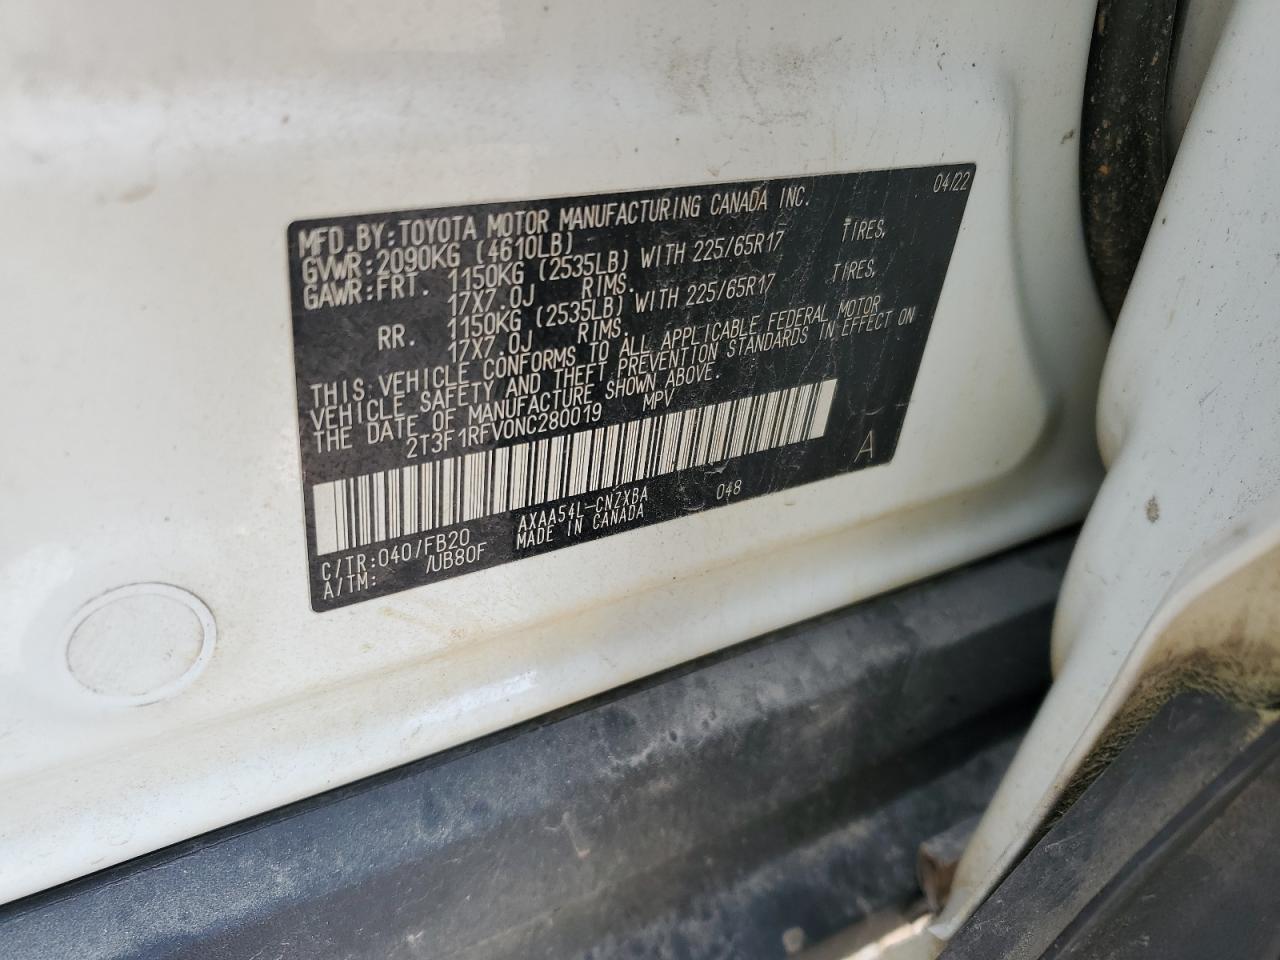 04/22
MFD.BY:TOYOTA MOTOR MANUFACTURING CANADA INC.
GVWR:2090KG (4610LB)
GAWR:FRT. 1150KG (2535LB) WITH 225/65R17 TIRES,
17X7.0J RIMS.
RR. 1150KG (2535LB) WITH 225/65R17 TIRES,
17X7.0J RIMS.
THIS VEHICLE CONFORMS TO ALL APPLICABLE FEDERAL MOTOR
VEHICLE SAFETY AND THEFT PREVENTION STANDARDS IN EFFECT ON
THE DATE OF MANUFACTURE SHOWN ABOVE.
2T3F1RFV0NC280019 MPV
A
C/TR:040/FB20 AXAA54L-CNZXBA 048
A/TM: /UB80F MADE IN CANADA